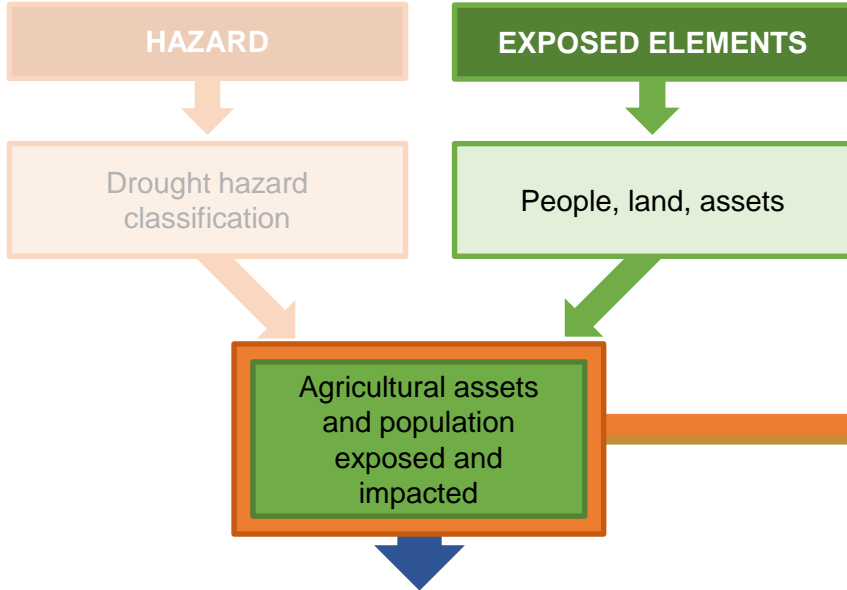 HAZARD
EXPOSED ELEMENTS
Drought hazard
classification
People, land, assets
Agricultural assets
and population
exposed and
impacted